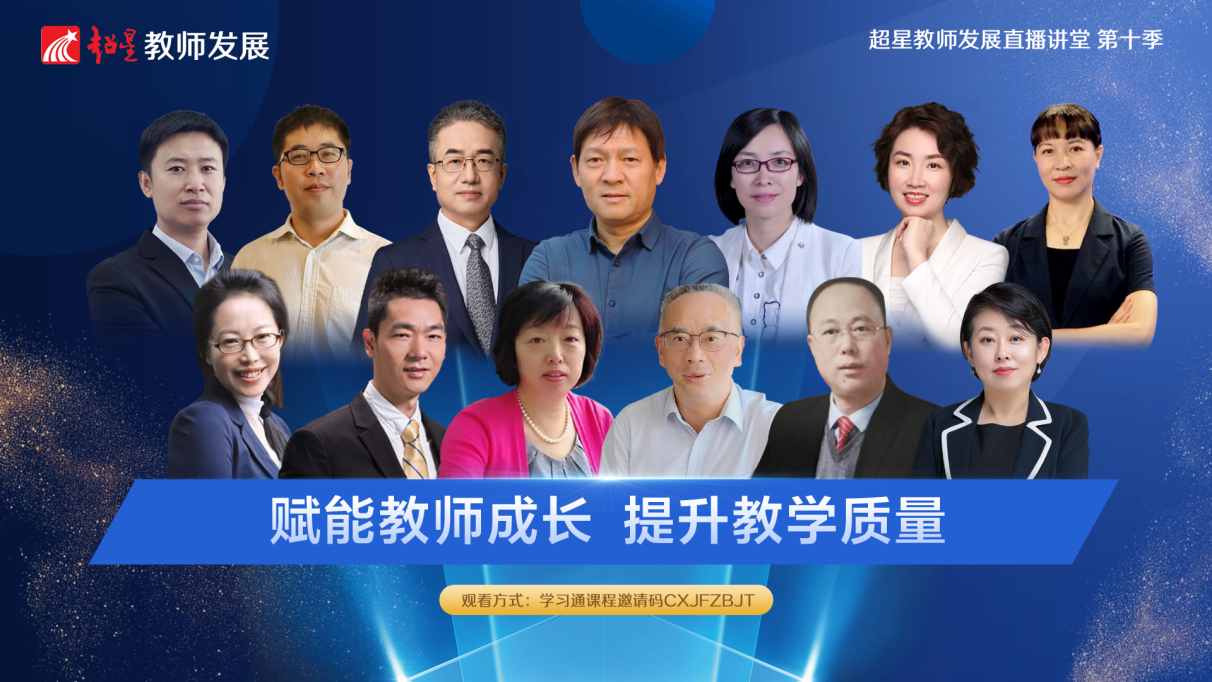 超星 教师发展
超星教师发展直播讲堂 第十季
赋能教师成长 提升教学质量
观看方式：学习通课程邀请码CXJFZBJT